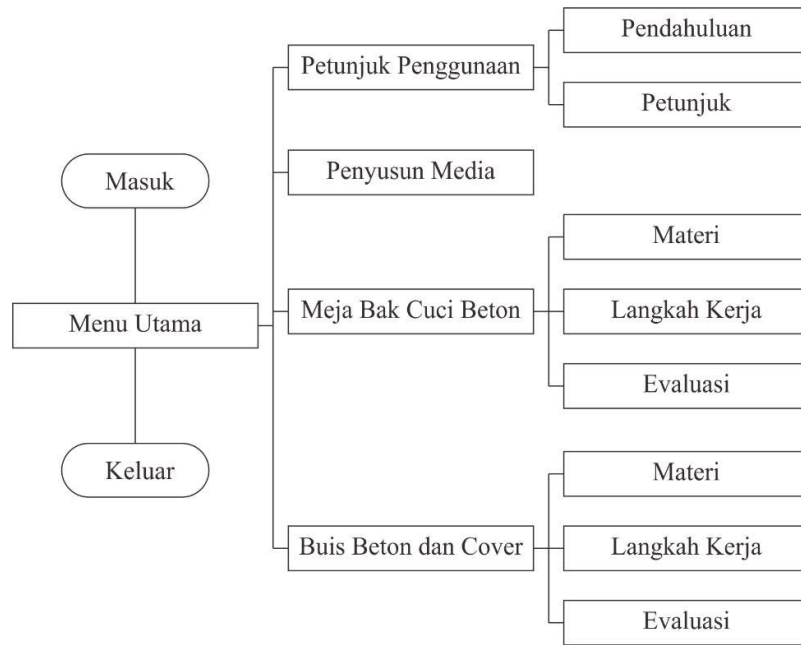 Masuk
Menu Utama
Keluar
Petunjuk Penggunaan
Pendahuluan
Petunjuk
Penyusun Media
Meja Bak Cuci Beton
Materi
Langkah Kerja
Evaluasi
Buis Beton dan Cover
Materi
Langkah Kerja
Evaluasi